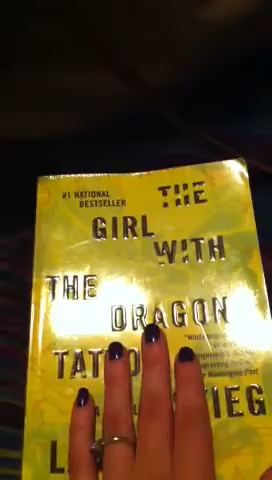 #1 NATIONAL
BESTSELLER
THE
GIRL
WITH
THE
DRAGON
TATTOO
A
STIEG
L